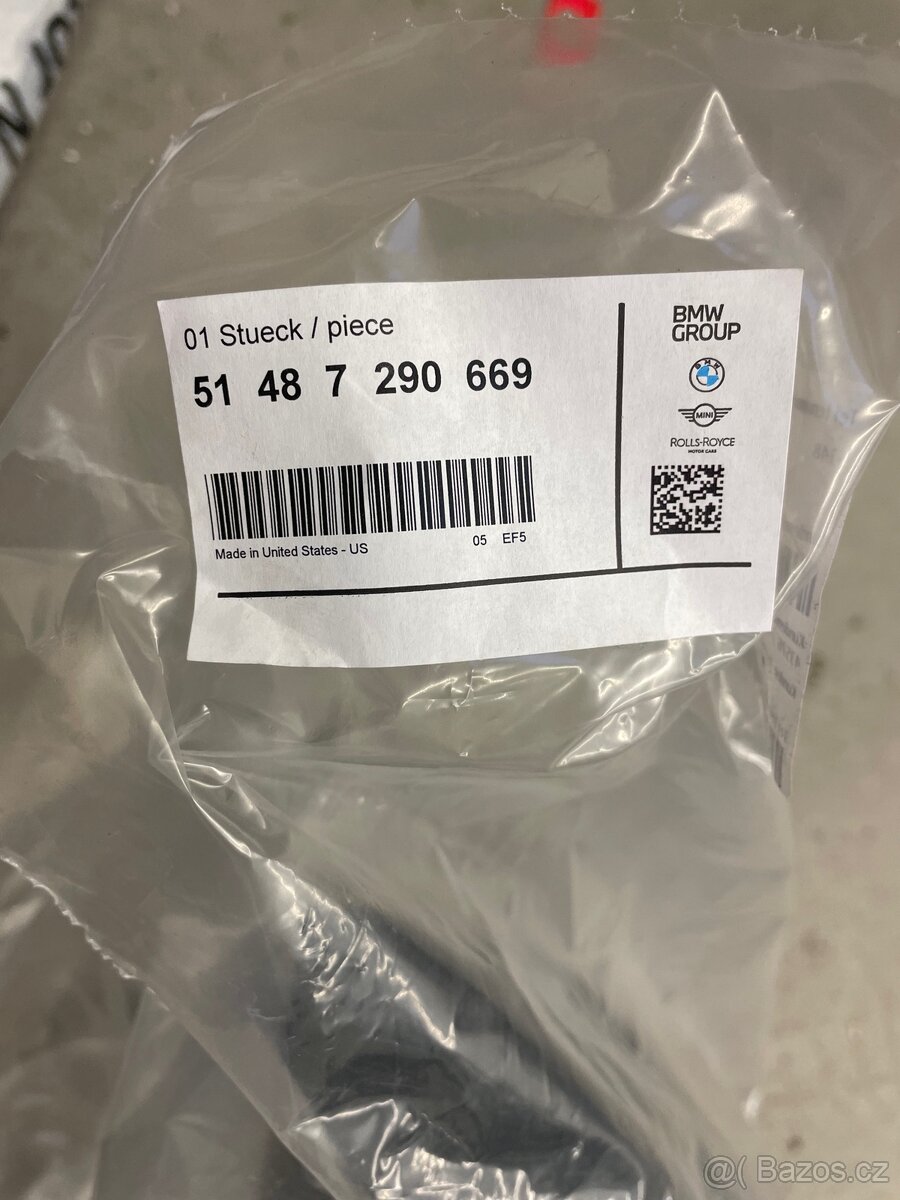 01 Stueck / piece
51 48 7 290 669
Made in United States - US
05 EF5
BMW
GROUP
BMW
MINI
ROLLS-ROYCE
MOTOR CARS
@( Bazos.cz